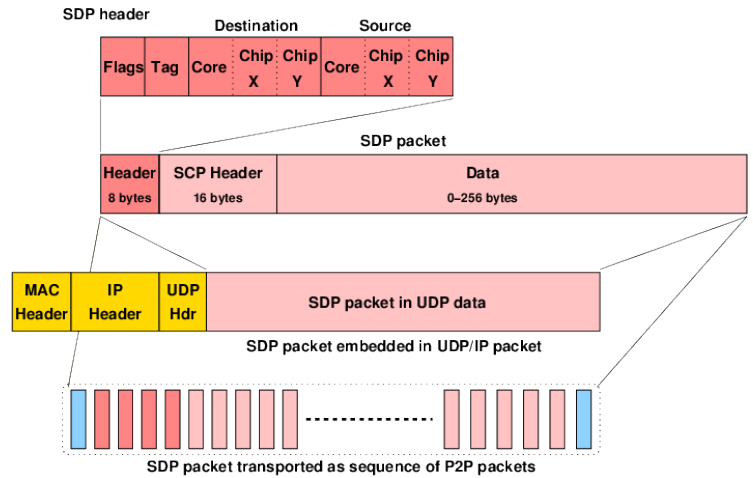 SDP header
Destination Source
Flags Tag Core Chip X Chip Y Core Chip X Chip Y
SDP packet
Header SCP Header Data
8 bytes 16 bytes 0–256 bytes
MAC Header IP Header UDP Hdr SDP packet in UDP data
SDP packet embedded in UDP/IP packet
SDP packet transported as sequence of P2P packets